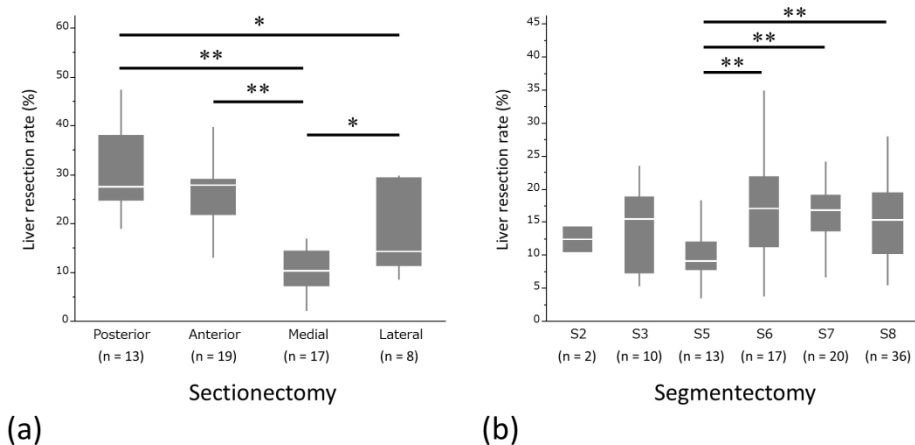 Liver resection rate (%)
60
50
40
30
20
10
0
*
**
**
*
Posterior Anterior Medial Lateral
(n = 13) (n = 19) (n = 17) (n = 8)
Sectionectomy
(a)
Liver resection rate (%)
45
40
35
30
25
20
15
10
5
0
**
**
**
S2 S3 S5 S6 S7 S8
(n = 2) (n = 10) (n = 13) (n = 17) (n = 20) (n = 36)
Segmentectomy
(b)